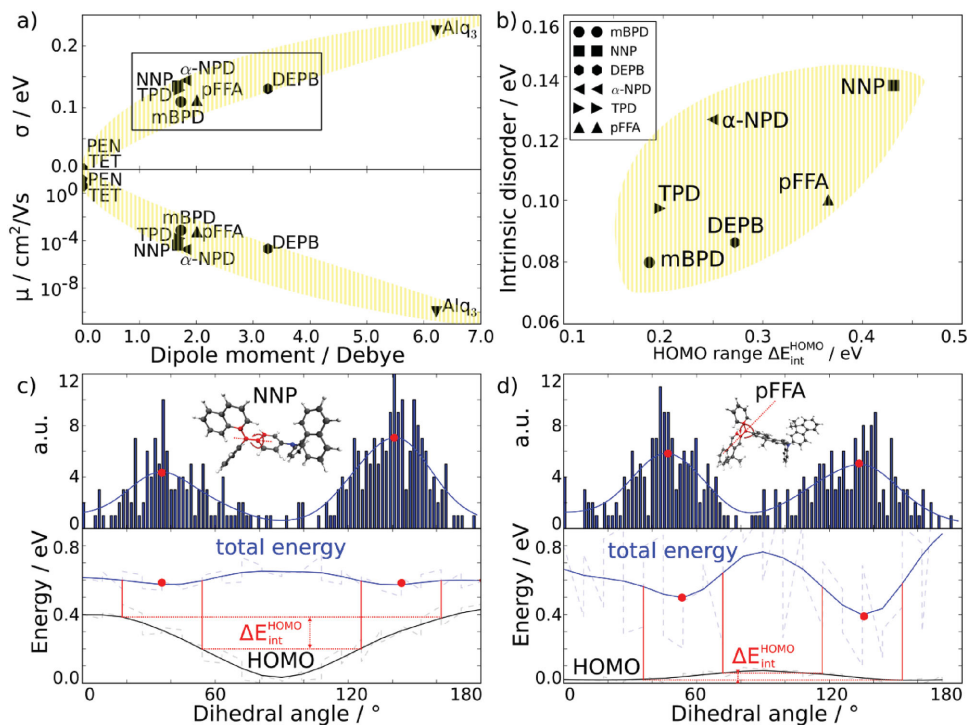 a)
σ / eV
0.2
0.1
0.0
Alq3
NNP
α-NPD
DEPB
TPD
pFFA
mBPD
PEN
TET
PEN
TET
μ / cm²/Vs
10⁰
10⁻⁴
10⁻⁸
mBPD
TPD
pFFA
DEPB
NNP
α-NPD
Alq3
0.0 1.0 2.0 3.0 4.0 5.0 6.0 7.0
Dipole moment / Debye
b)
Intrinsic disorder / eV
0.16
0.14
0.12
0.10
0.08
0.06
mBPD
NNP
DEPB
α-NPD
TPD
pFFA
NNP
α-NPD
pFFA
TPD
DEPB
mBPD
0.1 0.2 0.3 0.4 0.5
HOMO range ΔE_int^HOMO / eV
c)
a.u.
12
8
4
0
NNP
Energy / eV
0.8
0.4
0.0
total energy
ΔE_int^HOMO
HOMO
0 60 120 180
Dihedral angle / °
d)
a.u.
12
8
4
0
pFFA
Energy / eV
0.8
0.4
0.0
total energy
HOMO
ΔE_int^HOMO
0 60 120 180
Dihedral angle / °